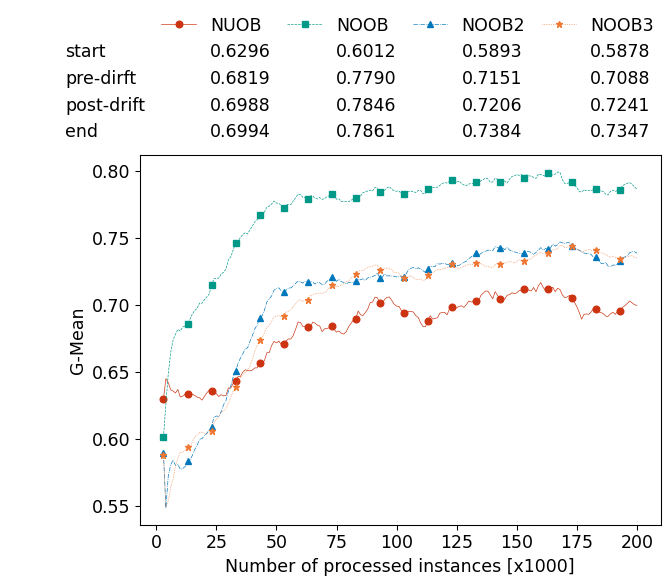 NUOB NOOB NOOB2 NOOB3
start 0.6296 0.6012 0.5893 0.5878
pre-dirft 0.6819 0.7790 0.7151 0.7088
post-drift 0.6988 0.7846 0.7206 0.7241
end 0.6994 0.7861 0.7384 0.7347
0.80
0.75
0.70
0.65
0.60
0.55
G-Mean
0 25 50 75 100 125 150 175 200
Number of processed instances [x1000]